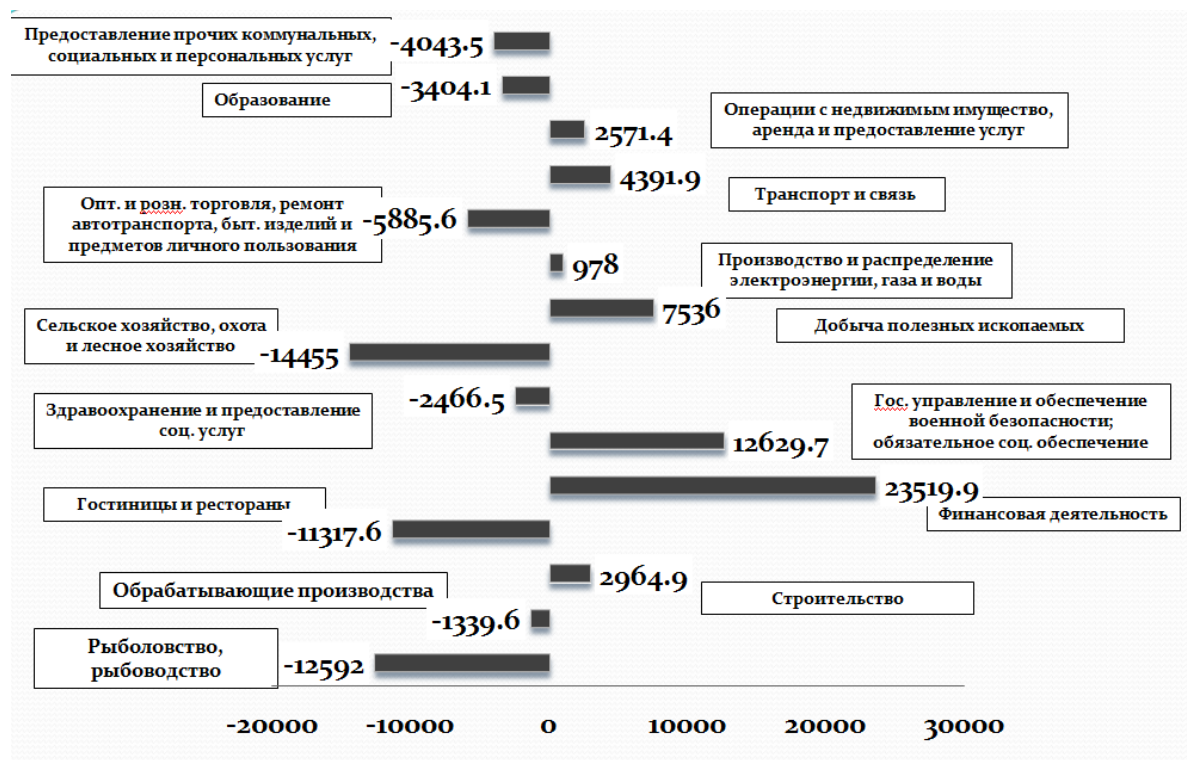 Предоставление прочих коммунальных,
социальных и персональных услуг
-4043.5
Образование
-3404.1
Операции с недвижимым имущество,
аренда и предоставление услуг
2571.4
4391.9
Транспорт и связь
Опт. и розн. торговля, ремонт
автотранспорта, быт. изделий и
предметов личного пользования
-5885.6
978
Производство и распределение
электроэнергии, газа и воды
7536
Добыча полезных ископаемых
Сельское хозяйство, охота
и лесное хозяйство
-14455
-2466.5
Здравоохранение и предоставление
соц. услуг
Гос. управление и обеспечение
военной безопасности;
обязательное соц. обеспечение
12629.7
23519.9
Финансовая деятельность
Гостиницы и рестораны
-11317.6
2964.9
Строительство
Обрабатывающие производства
-1339.6
Рыболовство,
рыбоводство
-12592
-20000 -10000 0 10000 20000 30000